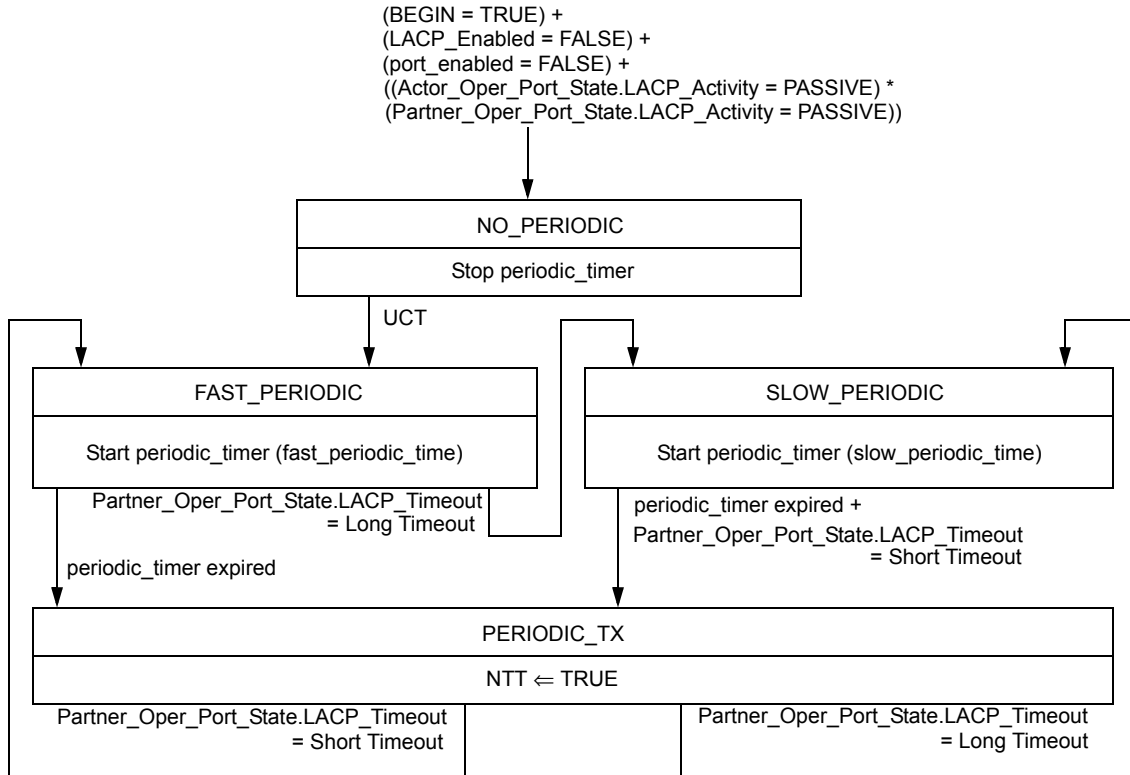 (BEGIN = TRUE) +
(LACP_Enabled = FALSE) +
(port_enabled = FALSE) +
((Actor_Oper_Port_State.LACP_Activity = PASSIVE) *
(Partner_Oper_Port_State.LACP_Activity = PASSIVE))
NO_PERIODIC
Stop periodic_timer
UCT
FAST_PERIODIC
Start periodic_timer (fast_periodic_time)
SLOW_PERIODIC
Start periodic_timer (slow_periodic_time)
Partner_Oper_Port_State.LACP_Timeout
= Long Timeout
periodic_timer expired
periodic_timer expired +
Partner_Oper_Port_State.LACP_Timeout
= Short Timeout
PERIODIC_TX
NTT ⇐ TRUE
Partner_Oper_Port_State.LACP_Timeout
= Short Timeout
Partner_Oper_Port_State.LACP_Timeout
= Long Timeout